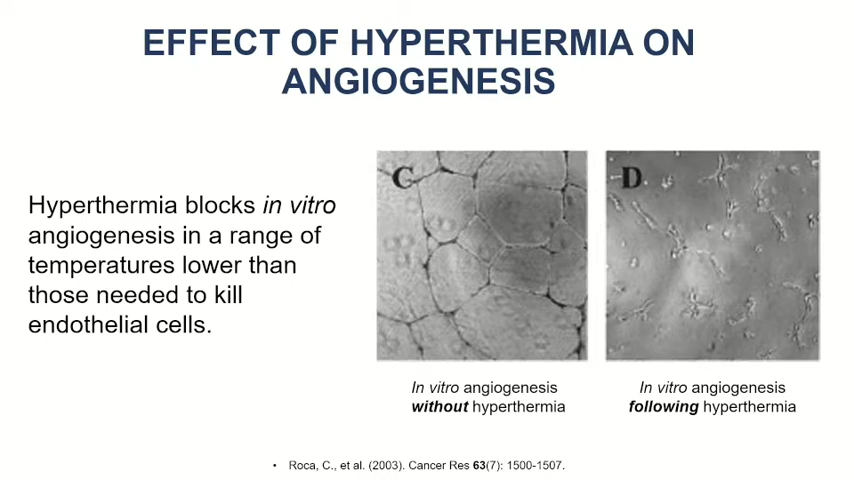 EFFECT OF HYPERTHERMIA ON
ANGIOGENESIS
Hyperthermia blocks in vitro
angiogenesis in a range of
temperatures lower than
those needed to kill
endothelial cells.
C
D
In vitro angiogenesis
without hyperthermia
In vitro angiogenesis
following hyperthermia
• Roca, C., et al. (2003). Cancer Res 63(7): 1500-1507.